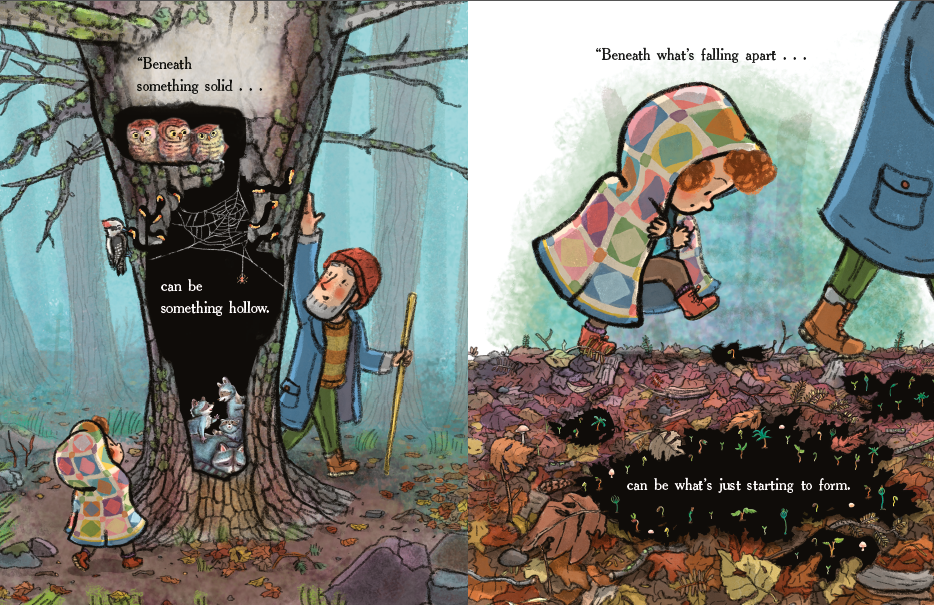 “Beneath
something solid . . .
can be
something hollow.
“Beneath what’s falling apart . . .
can be what’s just starting to form.